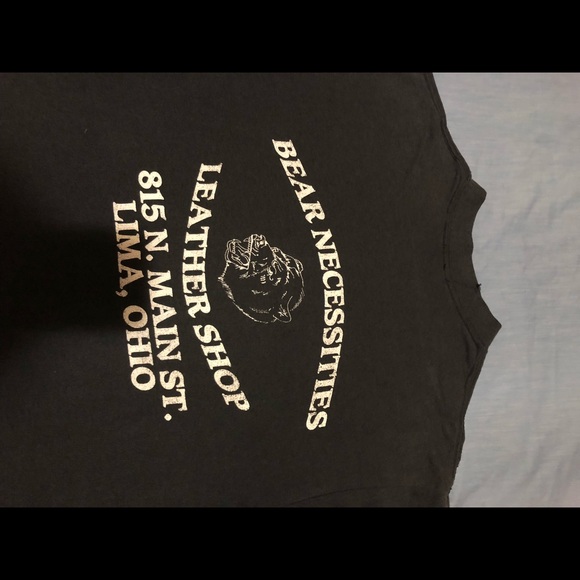 BEAR NECESSITIES
LEATHER SHOP
815 N. MAIN ST.
LIMA, OHIO